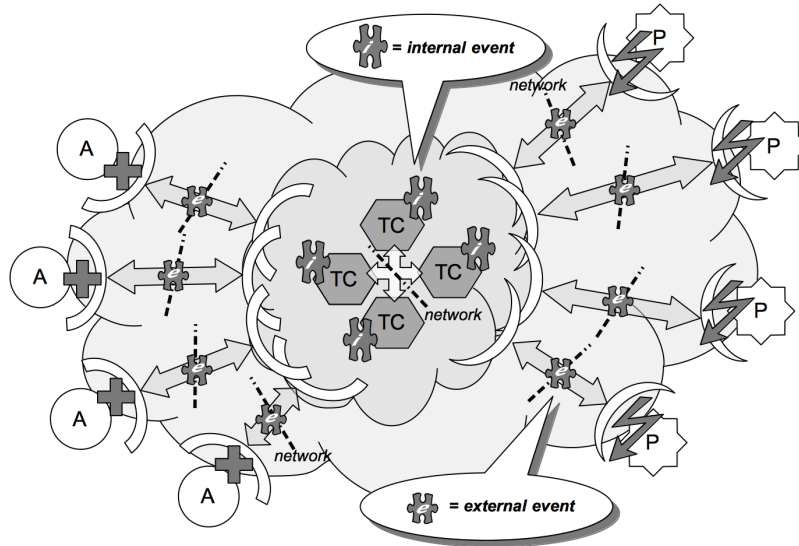 i = internal event
P
network
e
A
e
P
e
i
TC
i
i
TC
TC
A
e
network
e
P
i
TC
e
e
A
e
P
network
A
e = external event